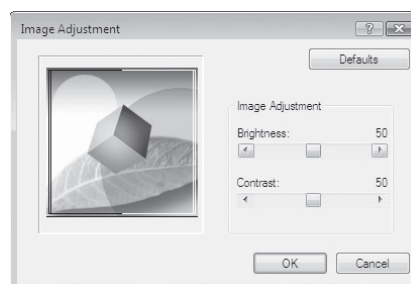 Image Adjustment
Defaults
Image Adjustment
Brightness: 50
Contrast: 50
OK Cancel